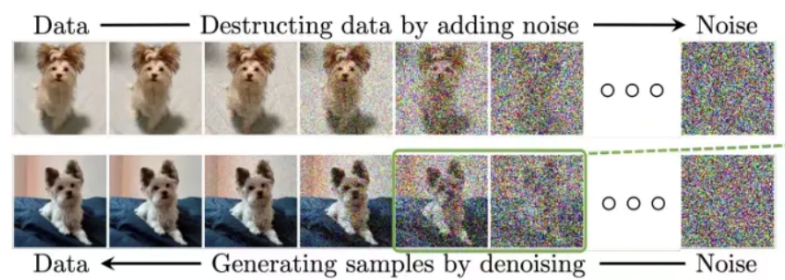 Data Destructing data by adding noise Noise
Data Generating samples by denoising Noise